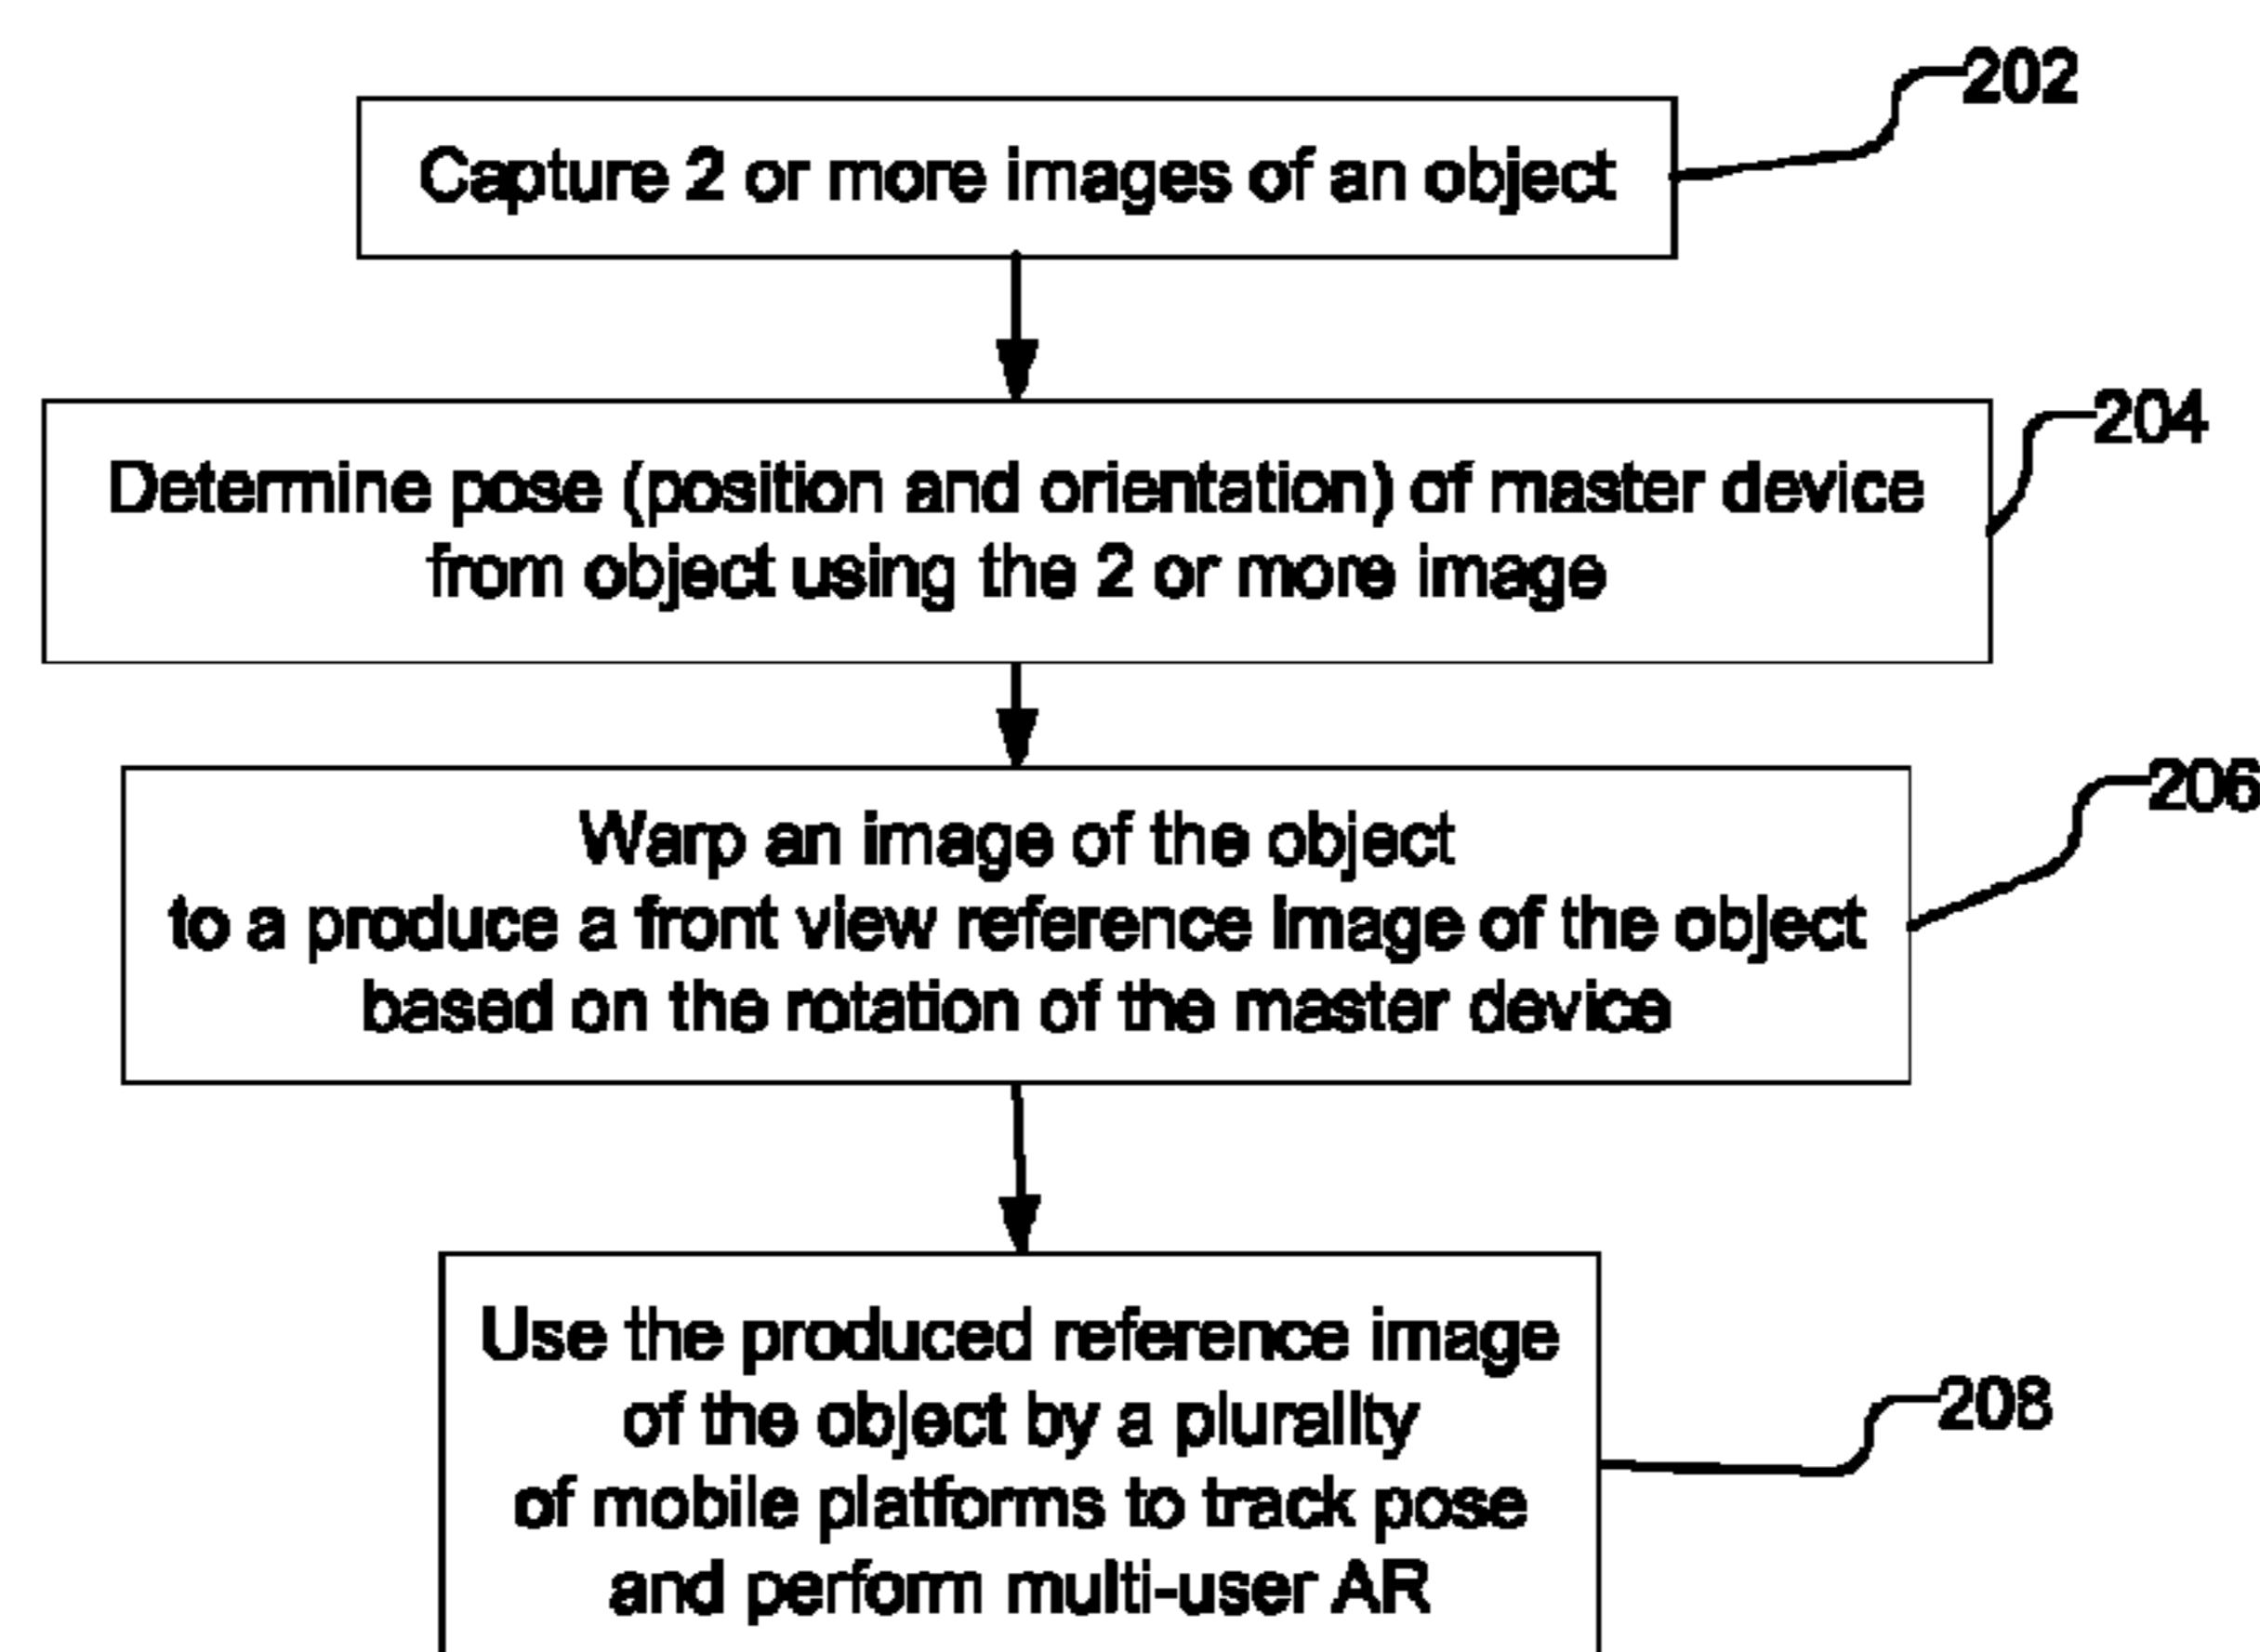 202
Capture 2 or more images of an object
204
Determine pose (position and orientation) of master device
from object using the 2 or more image
206
Warp an image of the object
to a produce a front view reference image of the object
based on the rotation of the master device
208
Use the produced reference image
of the object by a plurality
of mobile platforms to track pose
and perform multi-user AR